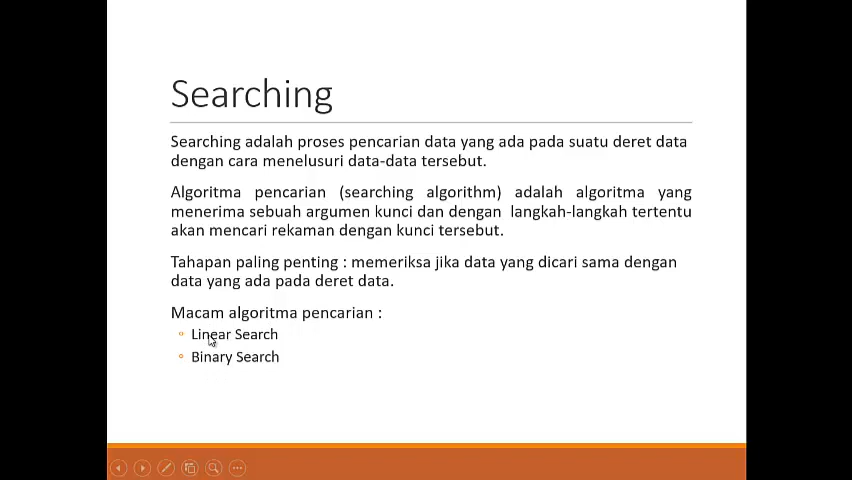 Searching
Searching adalah proses pencarian data yang ada pada suatu deret data
dengan cara menelusuri data-data tersebut.
Algoritma pencarian (searching algorithm) adalah algoritma yang
menerima sebuah argumen kunci dan dengan langkah-langkah tertentu
akan mencari rekaman dengan kunci tersebut.
Tahapan paling penting : memeriksa jika data yang dicari sama dengan
data yang ada pada deret data.
Macam algoritma pencarian :
Linear Search
Binary Search